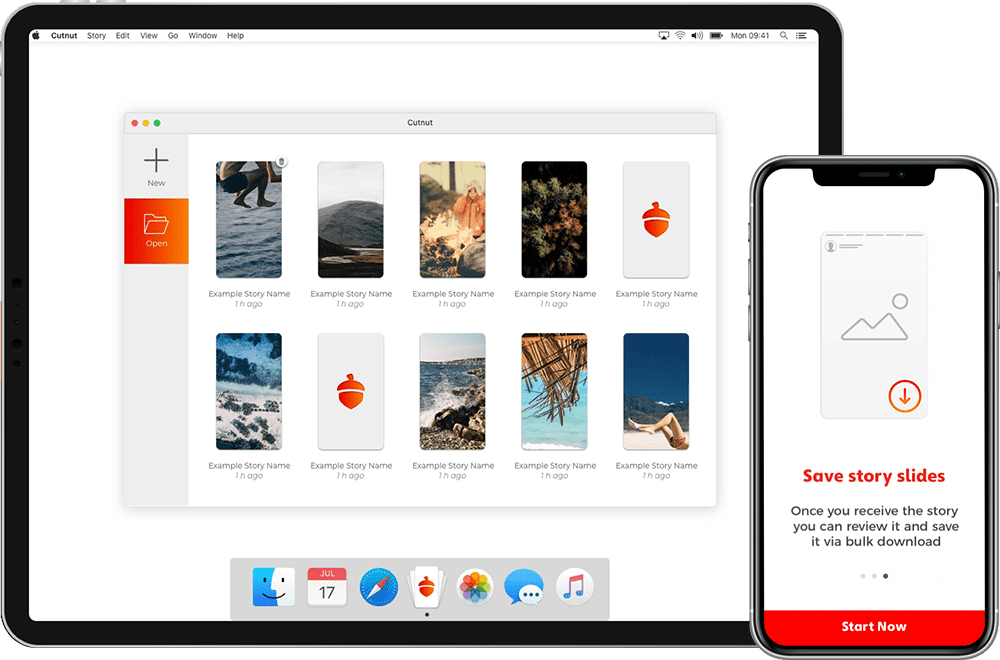 Cutnut Story Edit View Go Window Help Mon 09:41
Cutnut
New
Open
Example Story Name Example Story Name Example Story Name Example Story Name Example Story Name
1 h ago 1 h ago 1 h ago 1 h ago 1 h ago
Example Story Name Example Story Name Example Story Name Example Story Name Example Story Name
1 h ago 1 h ago 1 h ago 1 h ago 1 h ago
JUL
17
Save story slides
Once you receive the story
you can review it and save
it via bulk download
Start Now